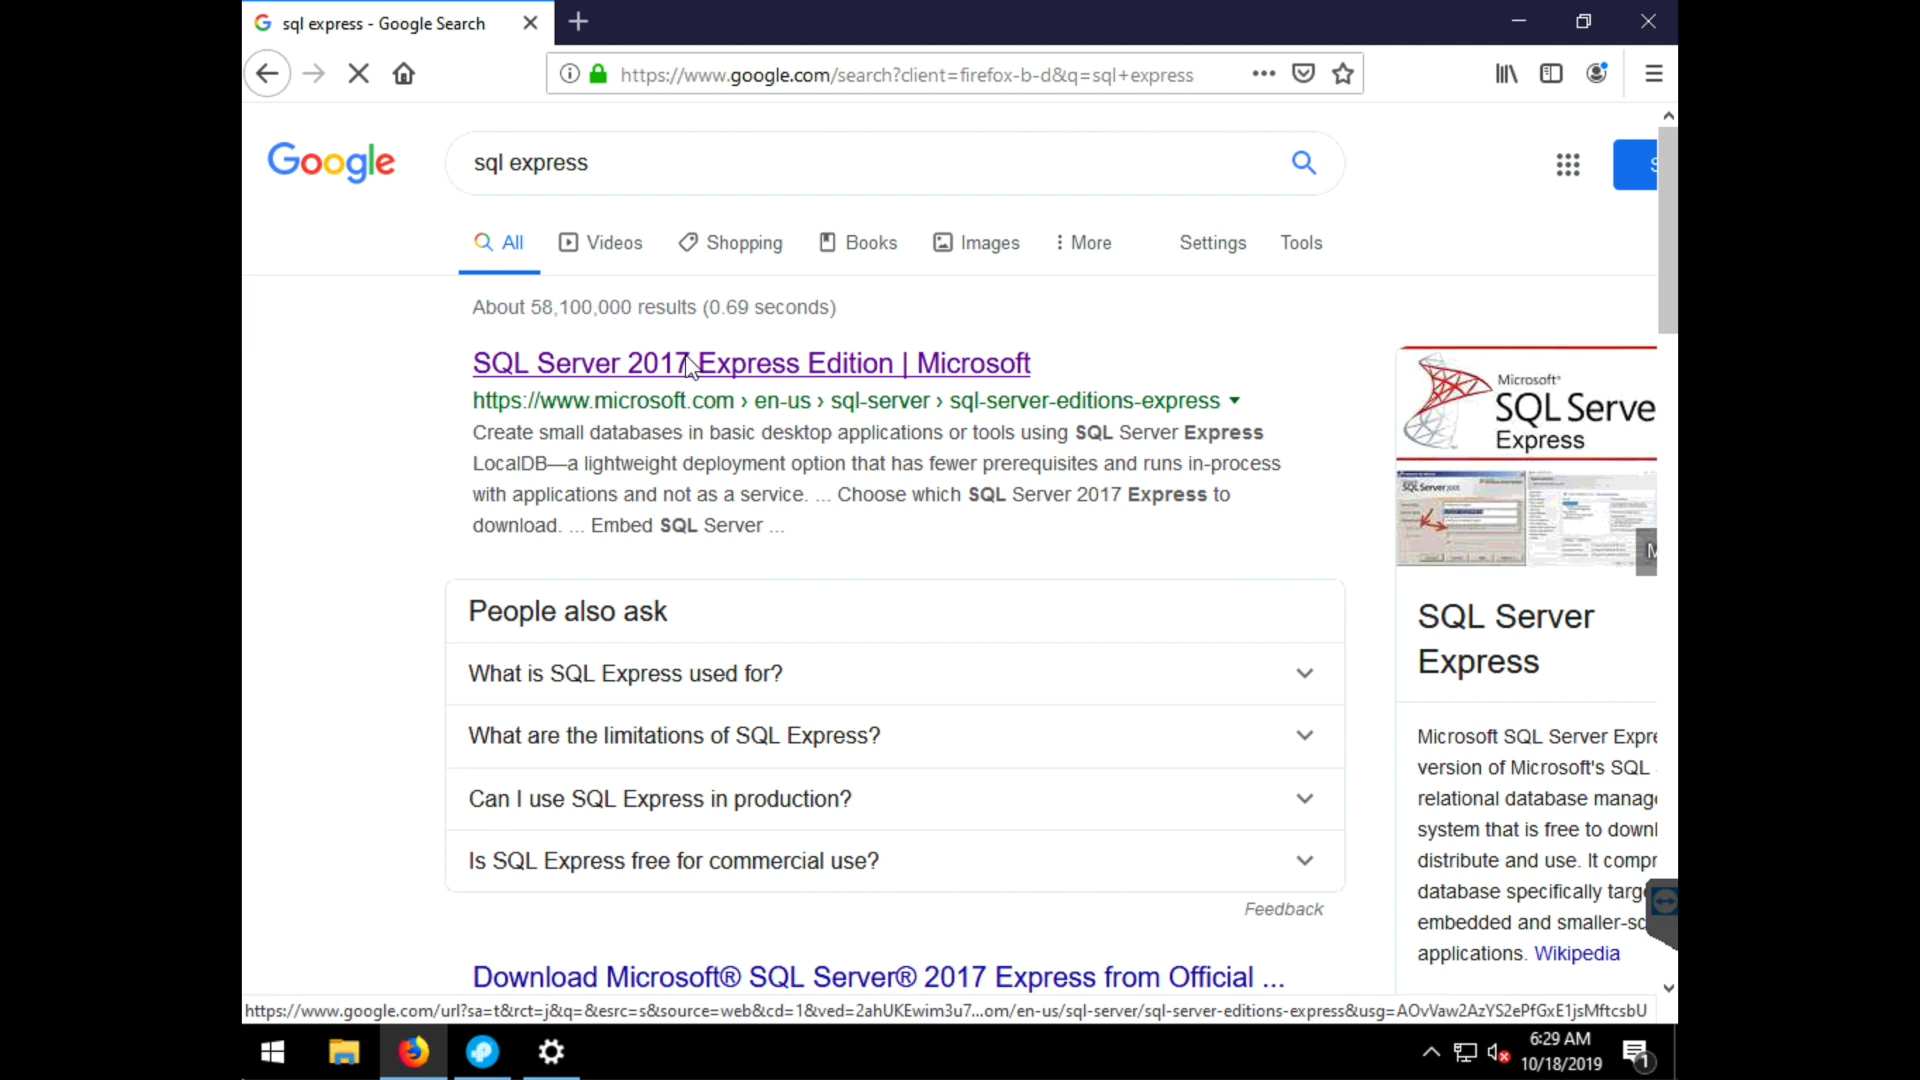 sql express - Google Search
https://www.google.com/search?client=firefox-b-d&q=sql+express
Google
sql express
All
Videos
Shopping
Books
Images
More
Settings
Tools
About 58,100,000 results (0.69 seconds)
SQL Server 2017 Express Edition | Microsoft
https://www.microsoft.com › en-us › sql-server › sql-server-editions-express
Create small databases in basic desktop applications or tools using SQL Server Express
LocalDB—a lightweight deployment option that has fewer prerequisites and runs in-process
with applications and not as a service. ... Choose which SQL Server 2017 Express to
download. ... Embed SQL Server ...
People also ask
What is SQL Express used for?
What are the limitations of SQL Express?
Can I use SQL Express in production?
Is SQL Express free for commercial use?
Feedback
Download Microsoft® SQL Server® 2017 Express from Official ...
Microsoft®
SQL Serve
Express
SQL Server
Express
Microsoft SQL Server Expre
version of Microsoft's SQL
relational database manag
system that is free to downl
distribute and use. It compr
database specifically targ
embedded and smaller-sc
applications. Wikipedia
https://www.google.com/url?sa=t&rct=j&q=&esrc=s&source=web&cd=1&ved=2ahUKEwim3u7...om/en-us/sql-server/sql-server-editions-express&usg=AOvVaw2AzYS2ePfGxE1jsMftcsbU
6:29 AM
10/18/2019
1